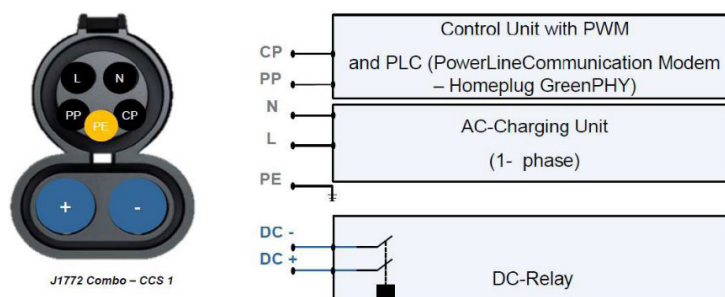 L N
PP PE CP
+ -
J1772 Combo – CCS 1
CP
PP
N
L
PE
DC -
DC +
Control Unit with PWM
and PLC (PowerLineCommunication Modem
– Homeplug GreenPHY)
AC-Charging Unit
(1- phase)
DC-Relay